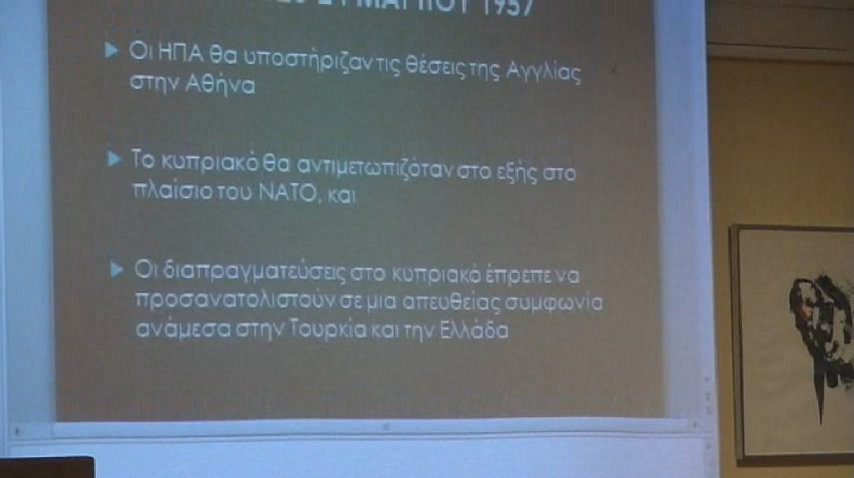 ΜΑΡΤΙΟΥ 1957
Οι ΗΠΑ θα υποστήριζαν τις θέσεις της Αγγλίας
στην Αθήνα
Το κυπριακό θα αντιμετωπιζόταν στο εξής στο
πλαίσιο του ΝΑΤΟ, και
Οι διαπραγματεύσεις στο κυπριακό έπρεπε να
προσανατολιστούν σε μια απευθείας συμφωνία
ανάμεσα στην Τουρκία και την Ελλάδα